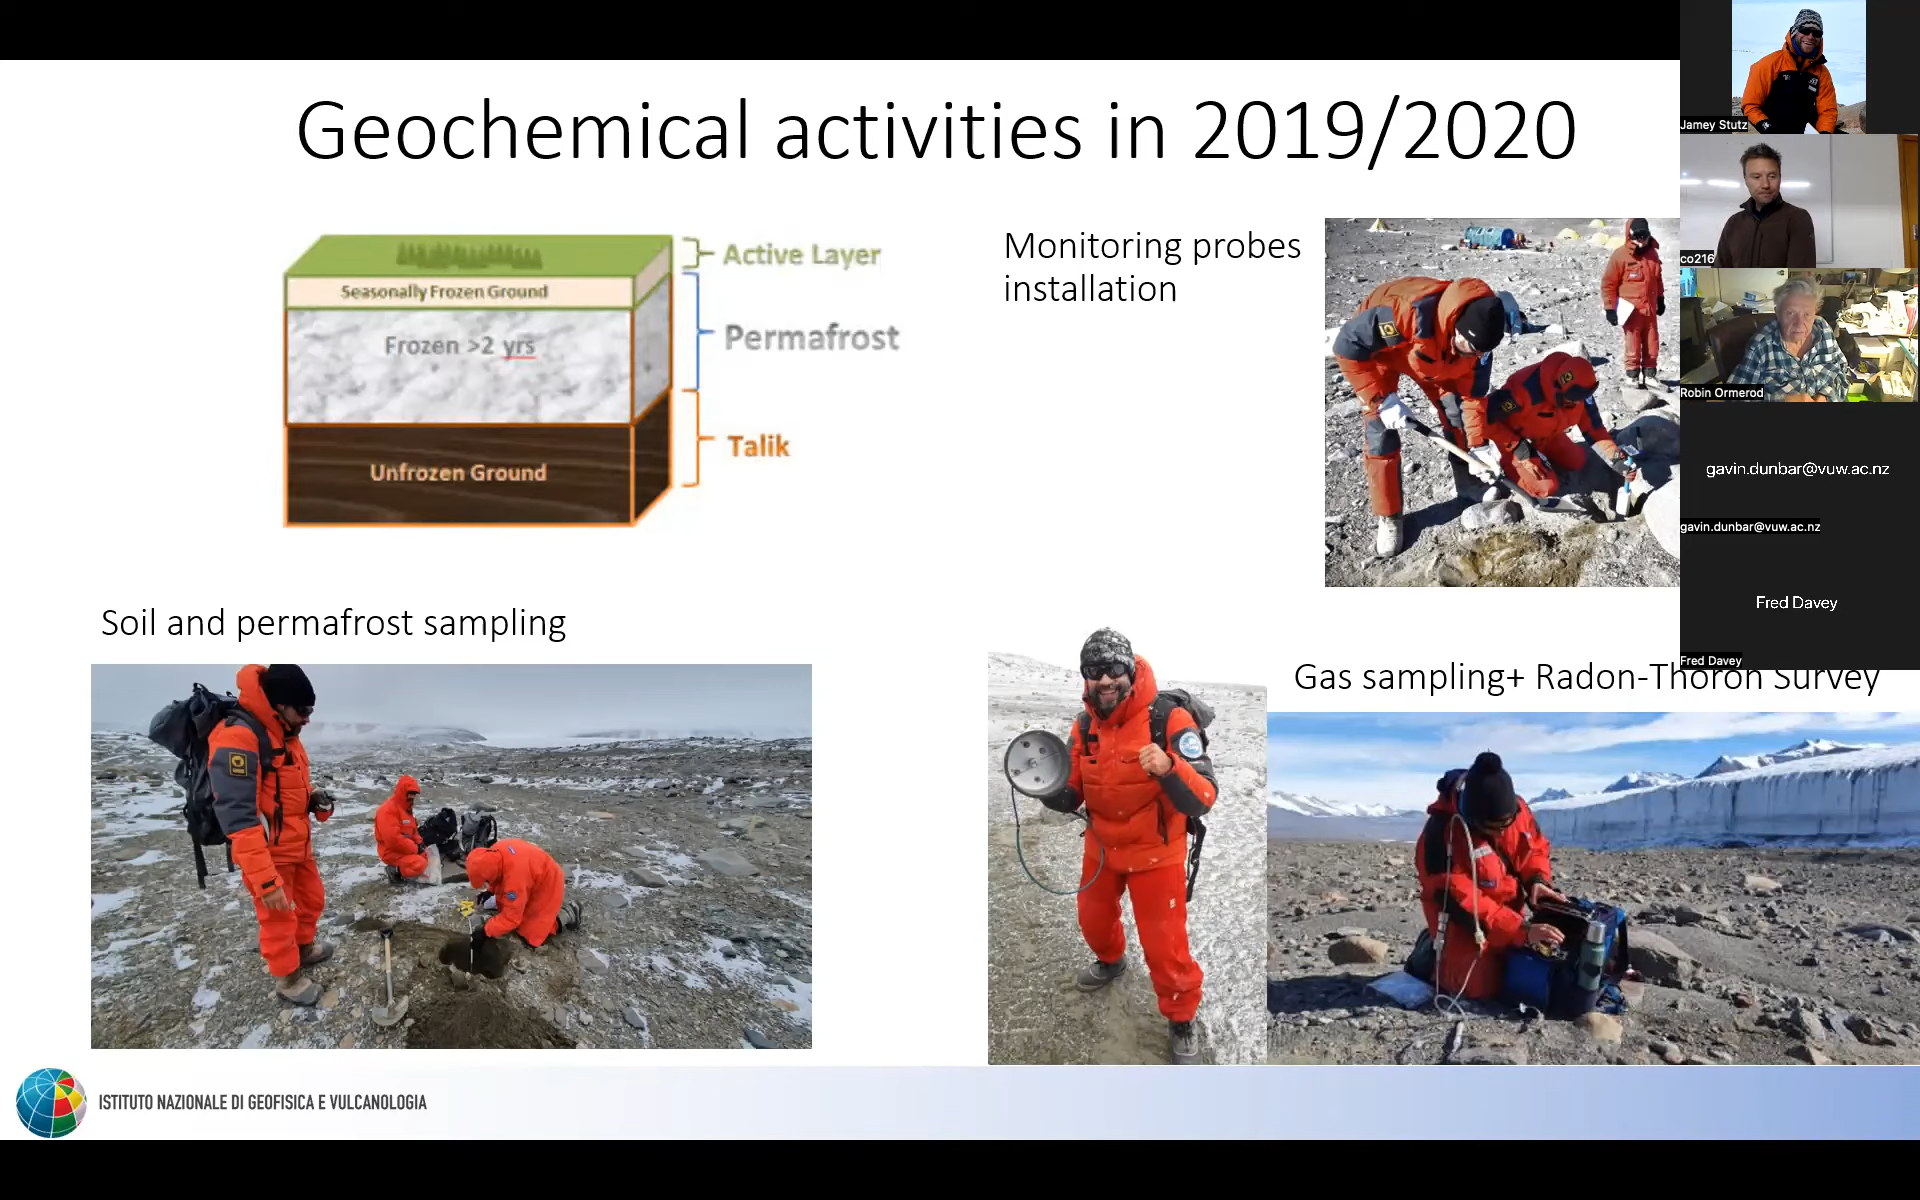 Geochemical activities in 2019/2020
Active Layer
Seasonally Frozen Ground
Frozen >2 yrs
Permafrost
Talik
Unfrozen Ground
Monitoring probes
installation
Soil and permafrost sampling
Gas sampling+ Radon-Thoron Survey
ISTITUTO NAZIONALE DI GEOFISICA E VULCANOLOGIA
Jamey Stutz
co216
Robin Ormerod
gavin.dunbar@vuw.ac.nz
gavin.dunbar@vuw.ac.nz
Fred Davey
Fred Davey